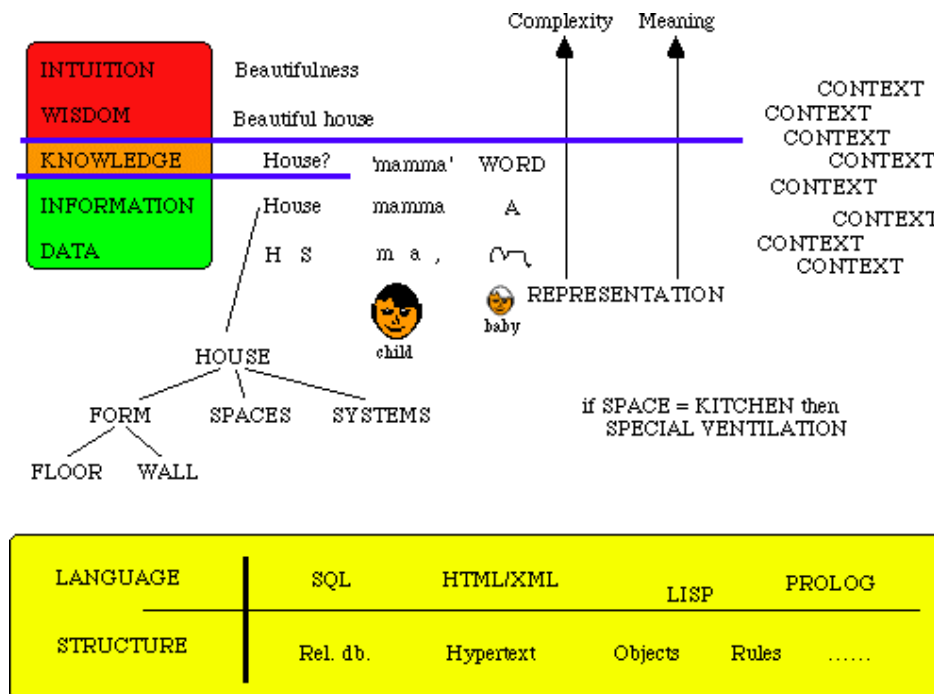 Complexity Meaning
INTUITION Beautifulness
CONTEXT
WISDOM Beautiful house CONTEXT
CONTEXT
KNOWLEDGE House? 'mamma' WORD CONTEXT
CONTEXT
INFORMATION House mamma A CONTEXT
DATA H S m a , CONTEXT
CONTEXT
REPRESENTATION
baby
child
HOUSE
FORM SPACES SYSTEMS
if SPACE = KITCHEN then
SPECIAL VENTILATION
FLOOR WALL
LANGUAGE SQL HTML/XML LISP PROLOG
STRUCTURE Rel. db. Hypertext Objects Rules ......